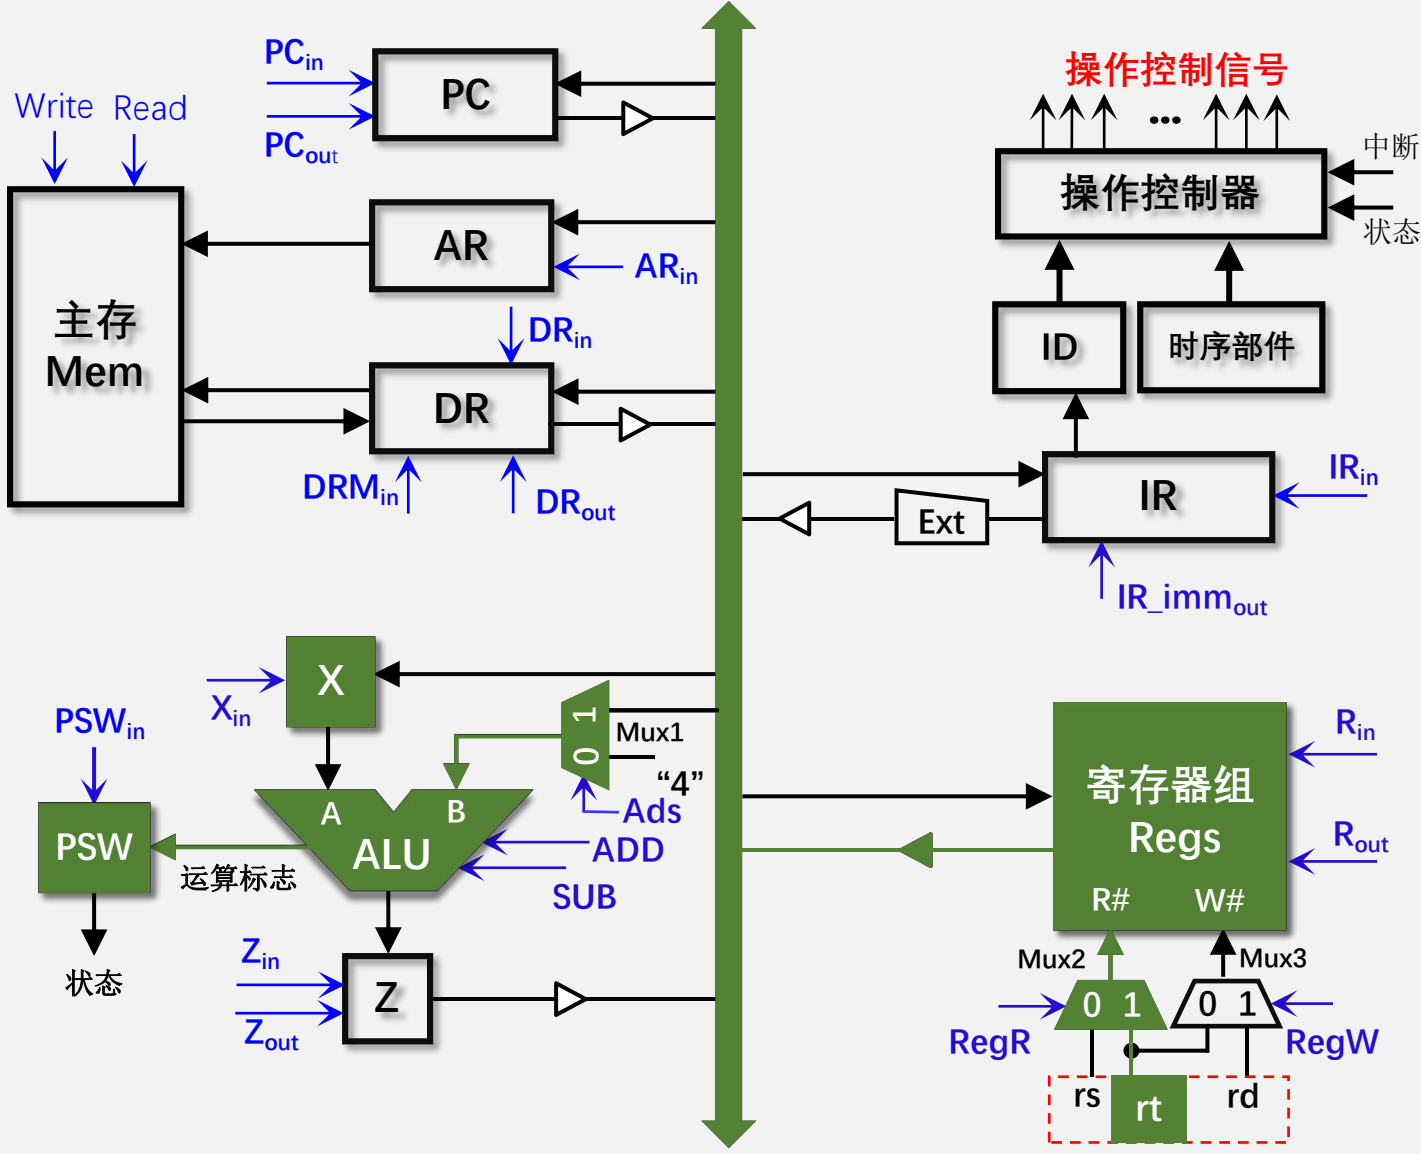 PCin
PC
PCout
Write
Read
主存
Mem
AR
ARin
DRin
DR
DRMin
DRout
操作控制信号
...
操作控制器
中断
状态
ID
时序部件
IR
IRin
Ext
IR_immout
X
Xin
PSWin
PSW
状态
运算标志
1
0
Mux1
“4”
Ads
A
B
ALU
ADD
SUB
Zin
Z
Zout
寄存器组
Regs
R#
W#
Rin
Rout
Mux2
Mux3
0 1
0 1
RegR
RegW
rs
rt
rd